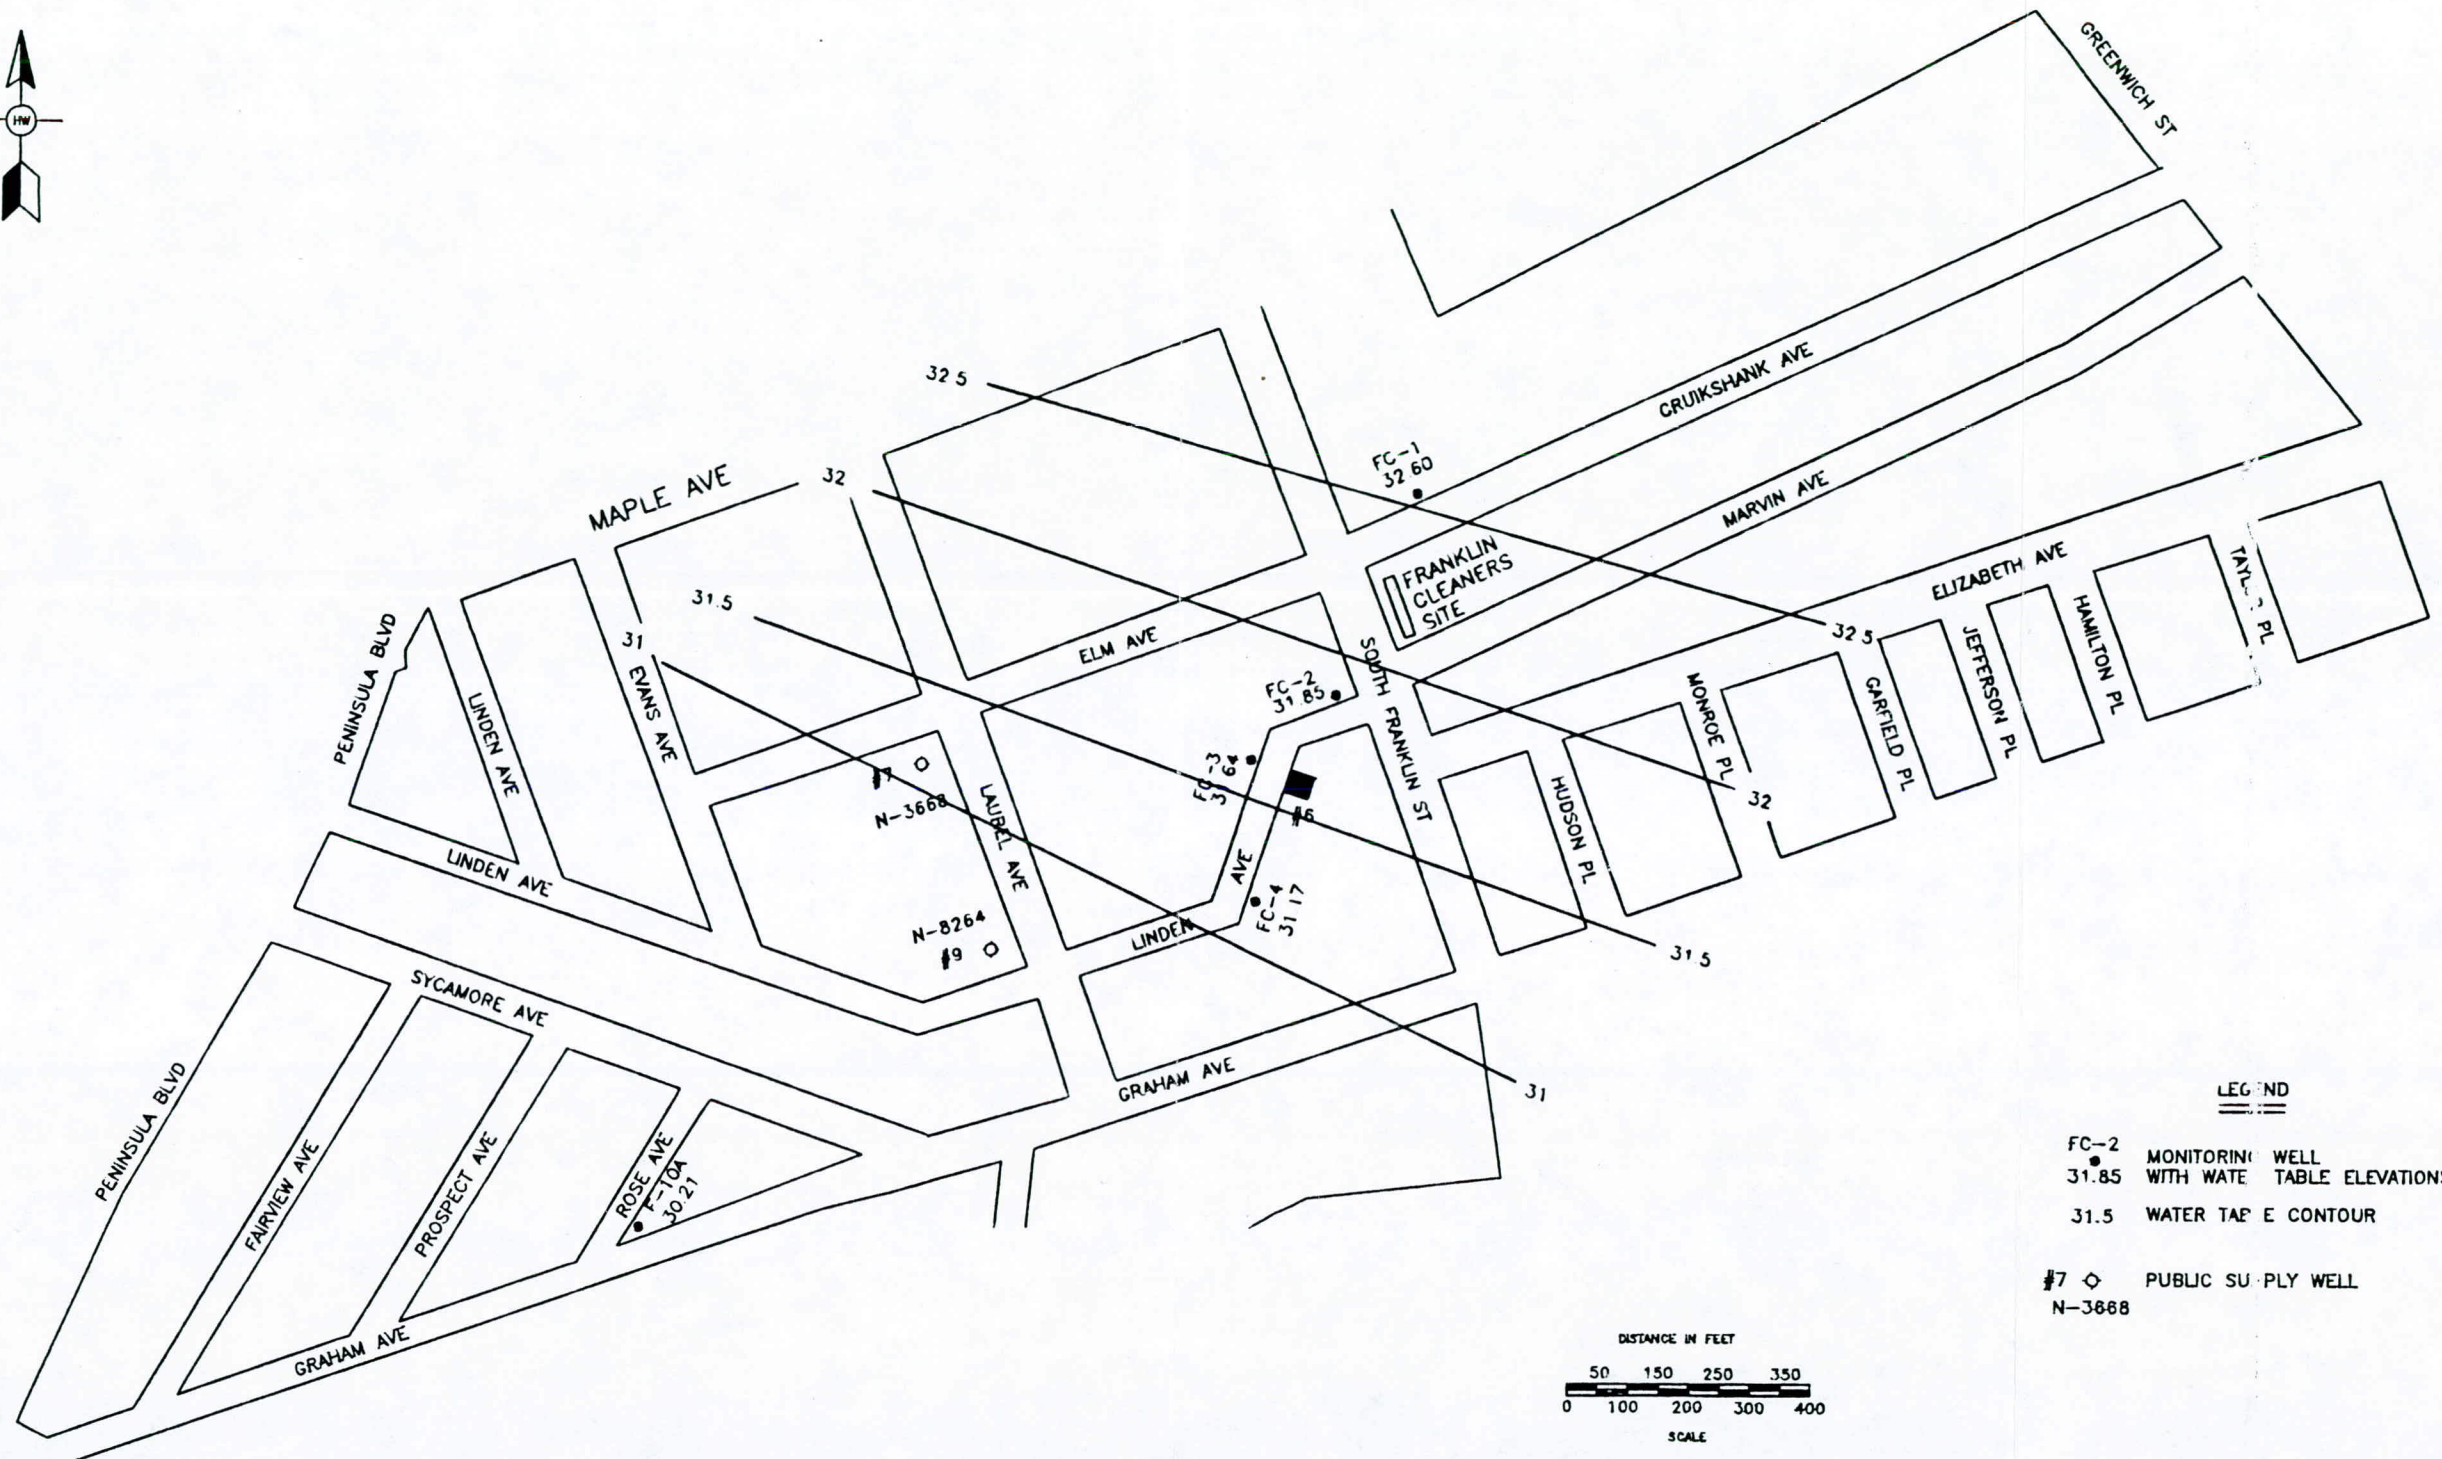 GREENWICH ST
HW
CRUIKSHANK AVE
32.5
FC-1
32.60
MAPLE AVE
32
MARVIN AVE
FRANKLIN
CLEANERS
SITE
ELIZABETH AVE
TAYLOR PL
31.5
31
PENINSULA BLVD
EVANS AVE
LINDEN AVE
ELM AVE
FC-2
31.85
SOUTH FRANKLIN ST
32.5
JEFFERSON PL
HAMILTON PL
MONROE PL
GARFIELD PL
#7
N-3668
LAUREL AVE
FC-3
#6
HUDSON PL
32
LINDEN AVE
N-8264
#9
LINDEN AVE
FC-4
31.17
31.5
SYCAMORE AVE
GRAHAM AVE
31
PENINSULA BLVD
FAIRVIEW AVE
PROSPECT AVE
ROSE AVE
F-10A
30.21
GRAHAM AVE
LEGEND
FC-2
31.85
MONITORING WELL
WITH WATE TABLE ELEVATIONS
31.5 WATER TABLE CONTOUR
#7
N-3668
PUBLIC SUPPLY WELL
DISTANCE IN FEET
50 150 250 350
0 100 200 300 400
SCALE